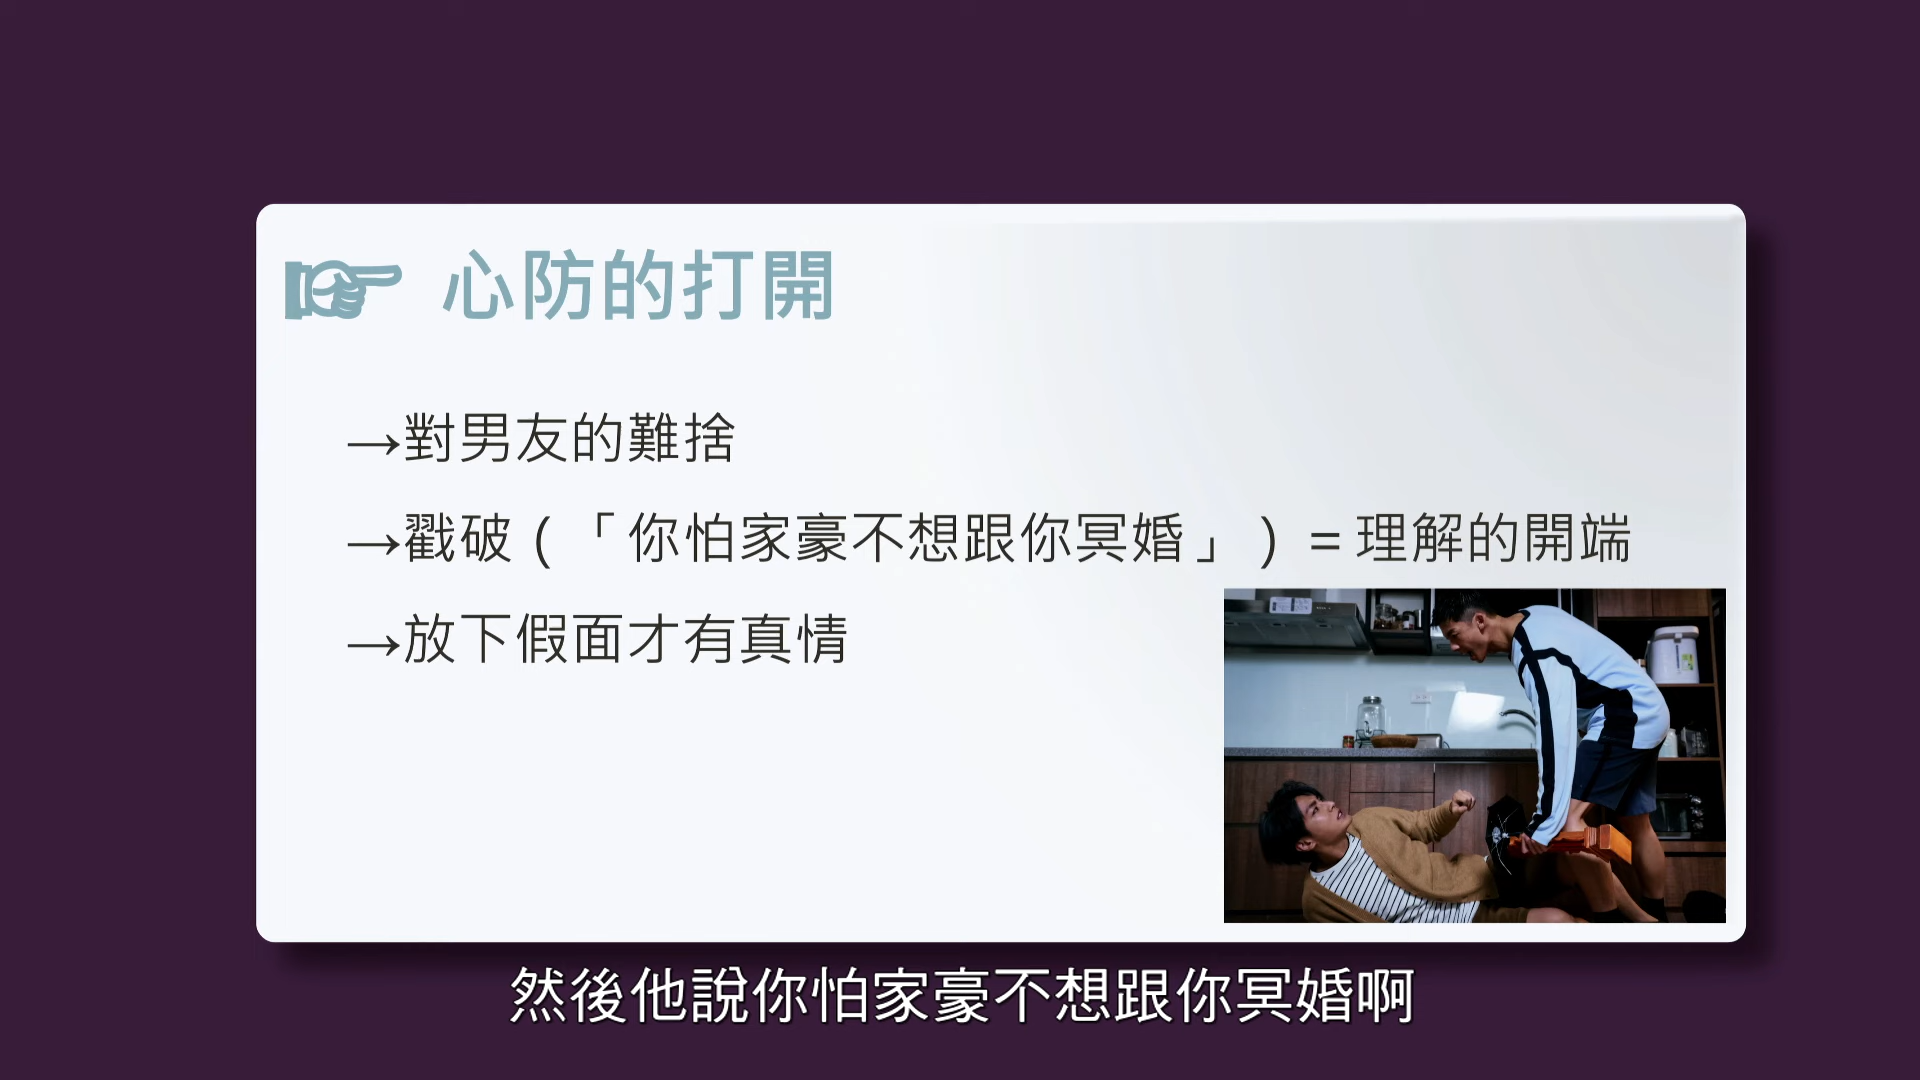 ☞ 心防的打開
→對男友的難捨
→戳破（「你怕家豪不想跟你冥婚」）=理解的開端
→放下假面才有真情
然後他說你怕家豪不想跟你冥婚啊